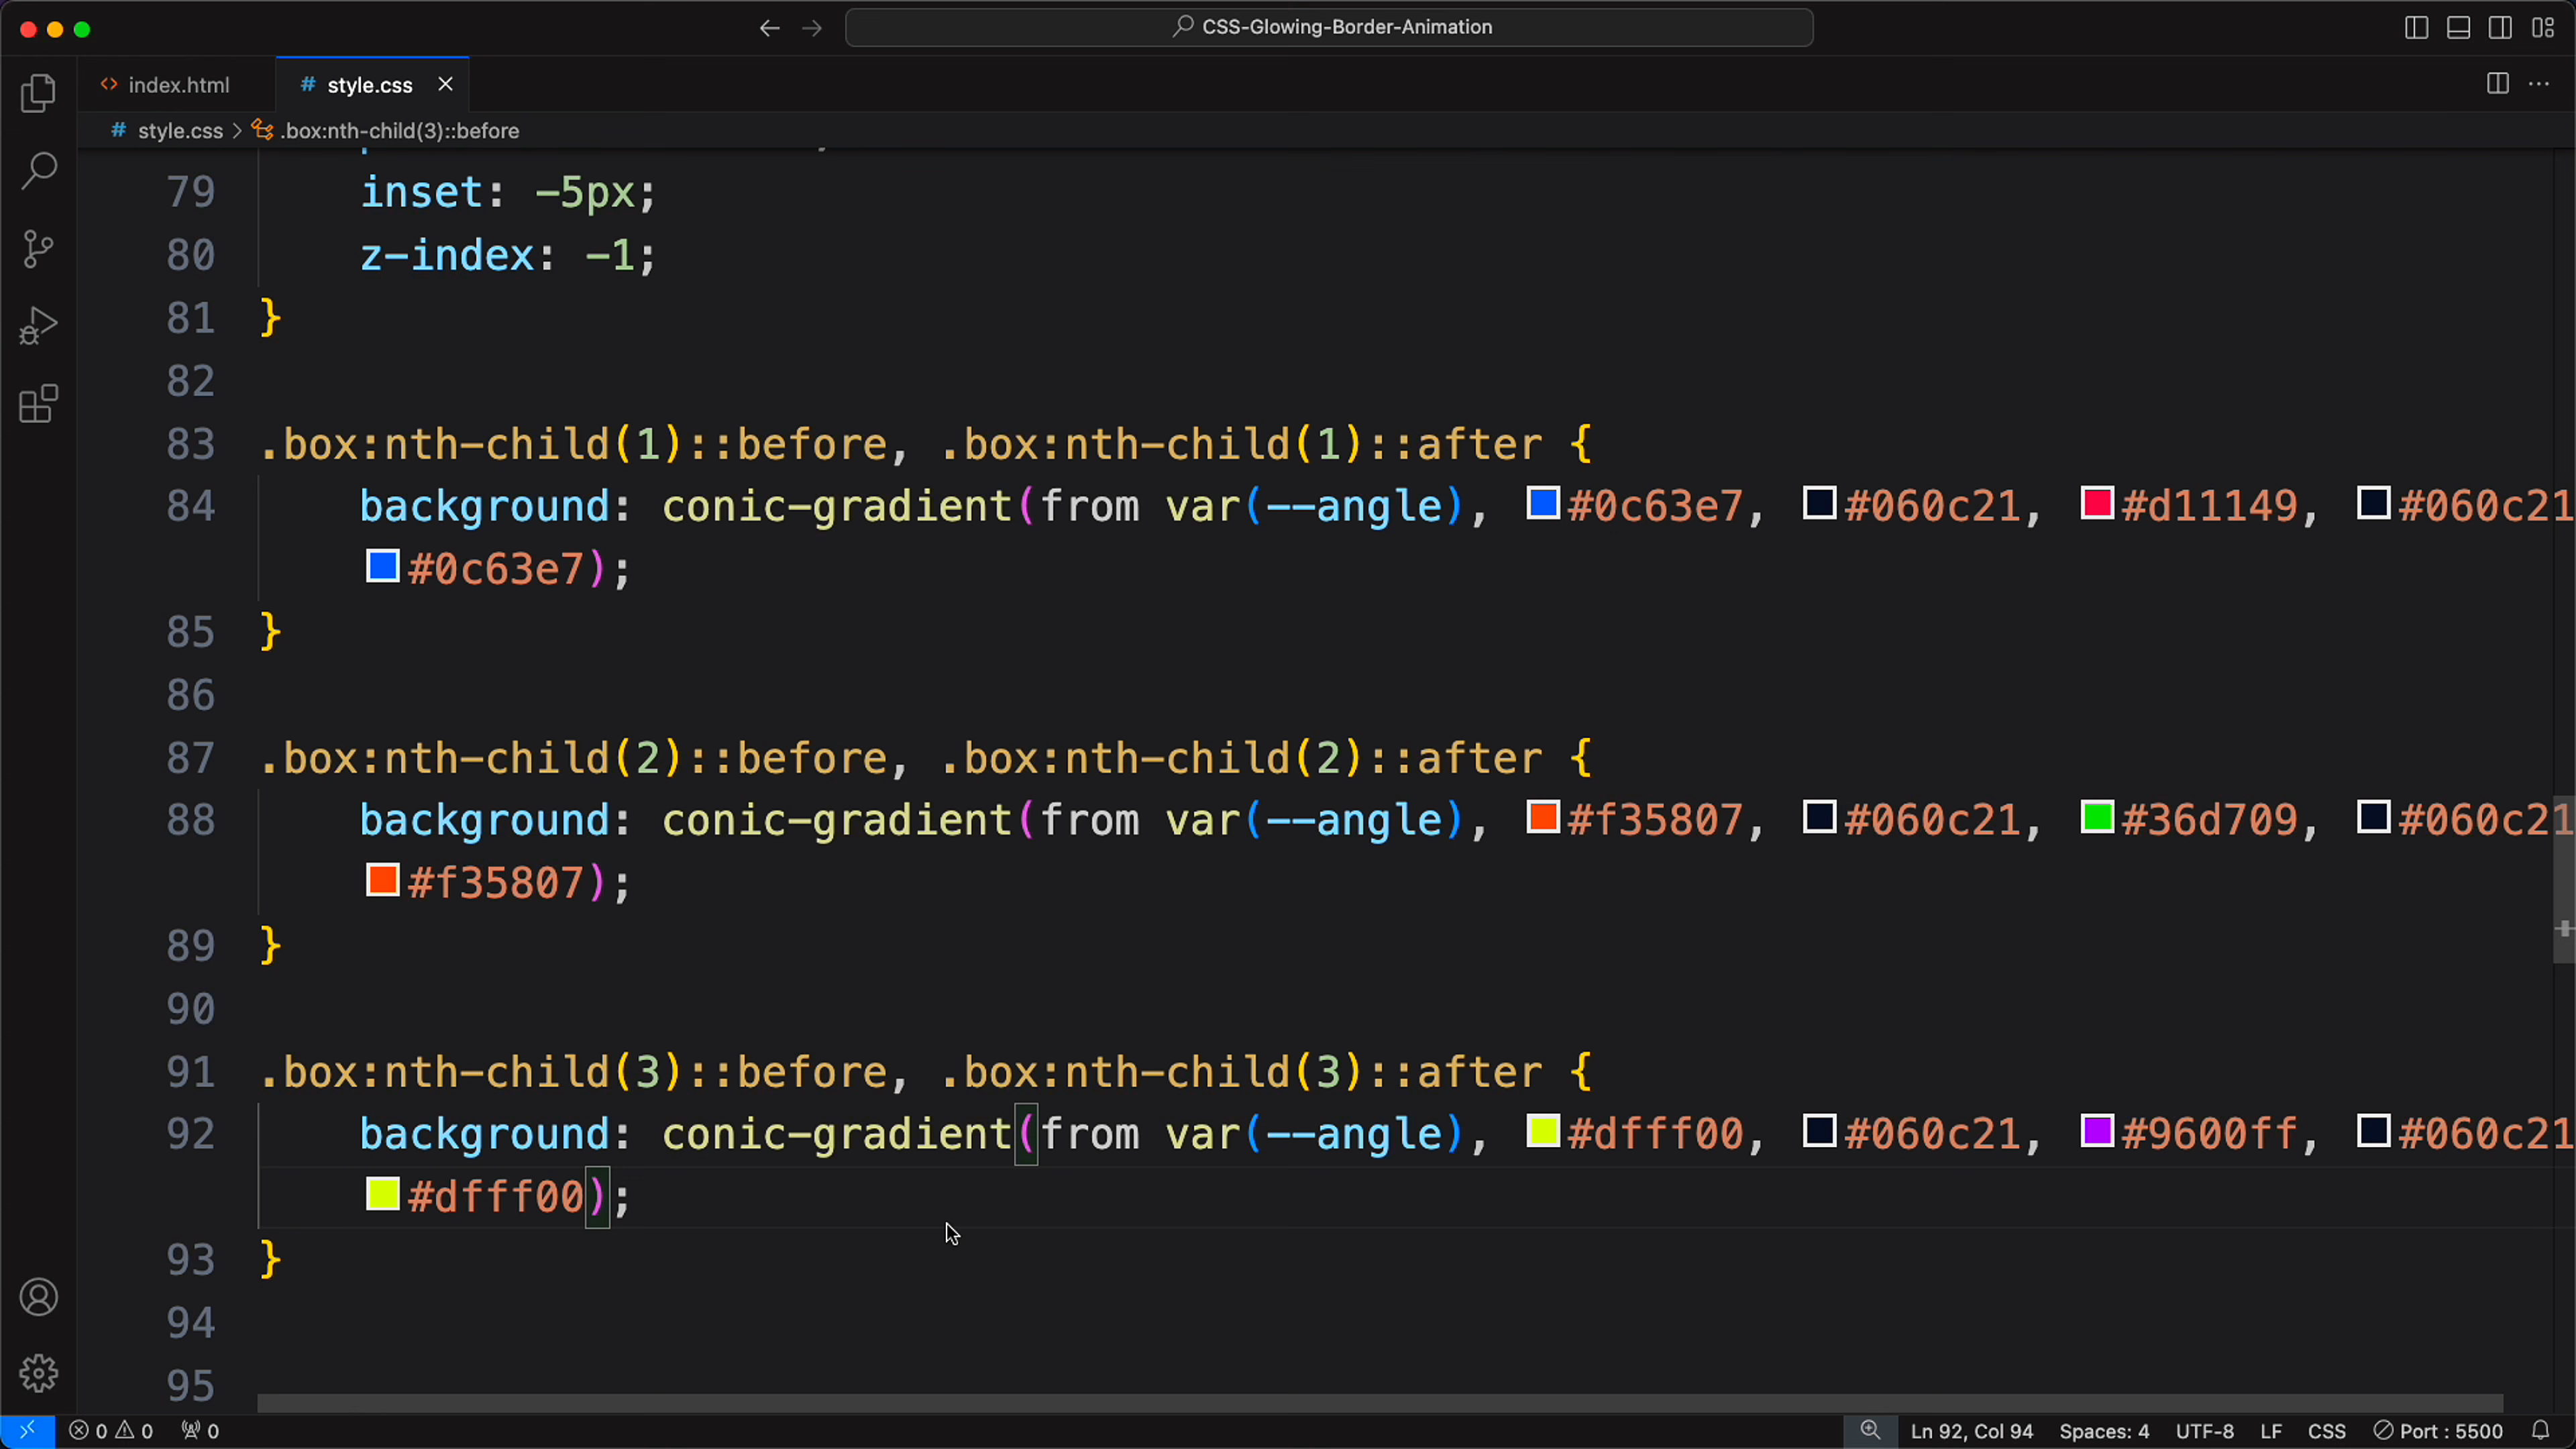 CSS-Glowing-Border-Animation
index.html
# style.css
# style.css > .box:nth-child(3)::before
79 inset: -5px;
80 z-index: -1;
81 }
82
83 .box:nth-child(1)::before, .box:nth-child(1)::after {
84 background: conic-gradient(from var(--angle), #0c63e7, #060c21, #d11149, #060c21
#0c63e7);
85 }
86
87 .box:nth-child(2)::before, .box:nth-child(2)::after {
88 background: conic-gradient(from var(--angle), #f35807, #060c21, #36d709, #060c21
#f35807);
89 }
90
91 .box:nth-child(3)::before, .box:nth-child(3)::after {
92 background: conic-gradient(from var(--angle), #dfff00, #060c21, #9600ff, #060c21
#dfff00);
93 }
94
95
0 0 0 Ln 92, Col 94 Spaces: 4 UTF-8 LF CSS Port : 5500